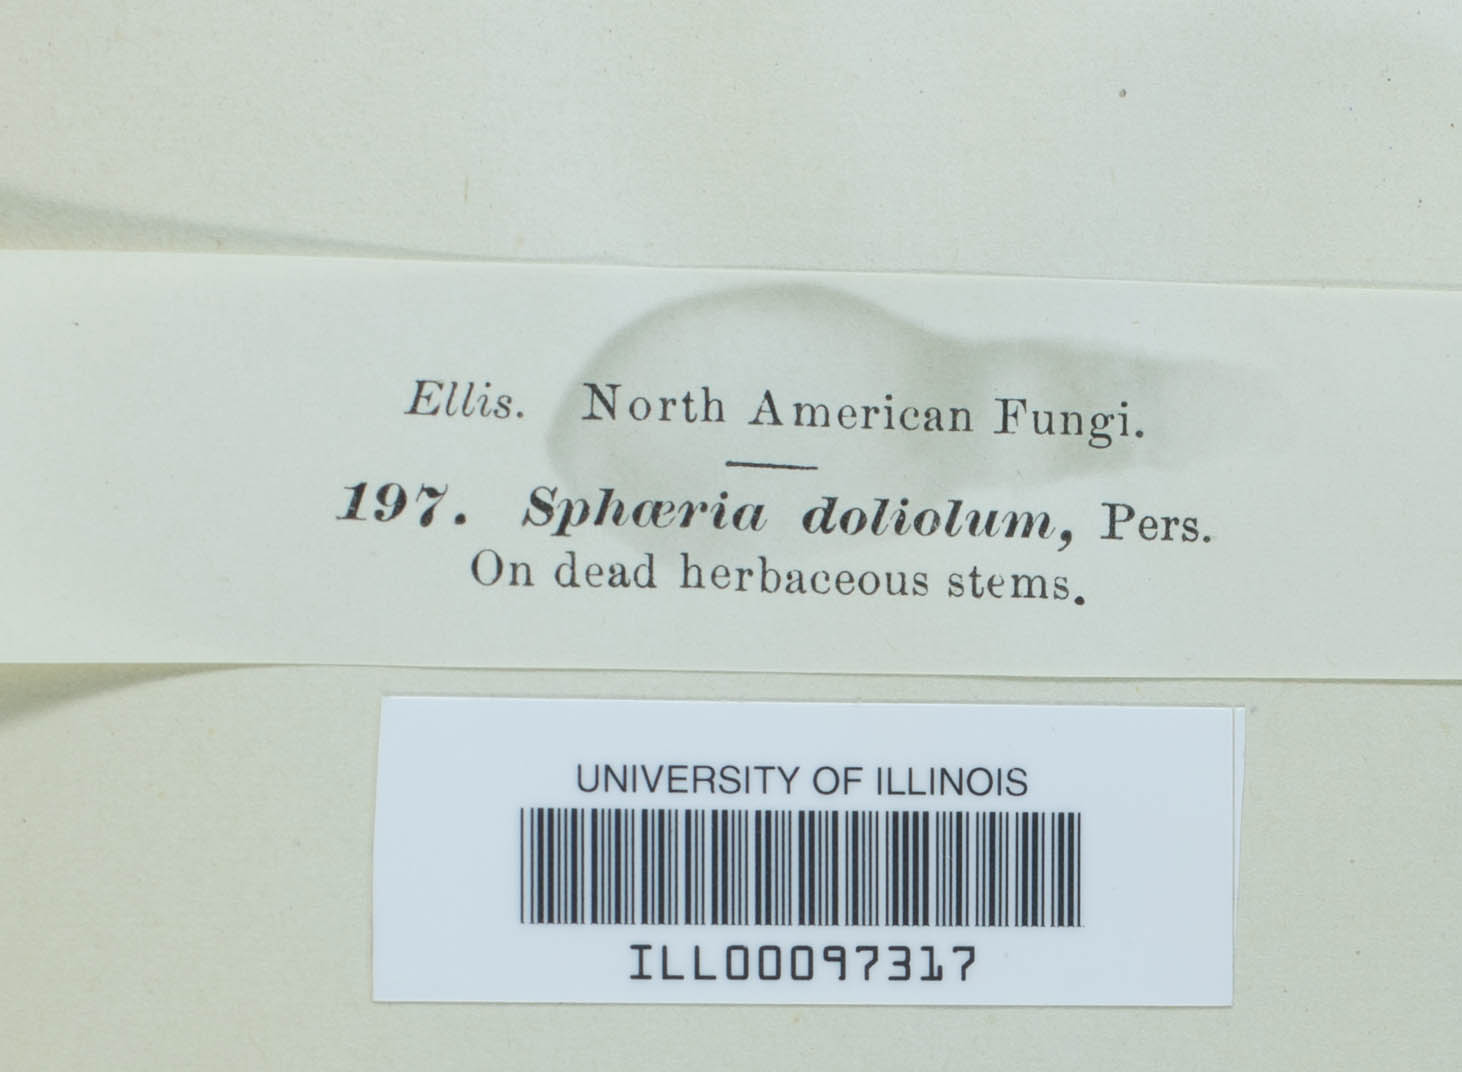 Ellis. North American Fungi.
197. Sphæria doliolum, Pers.
On dead herbaceous stems.
UNIVERSITY OF ILLINOIS
ILL00097317